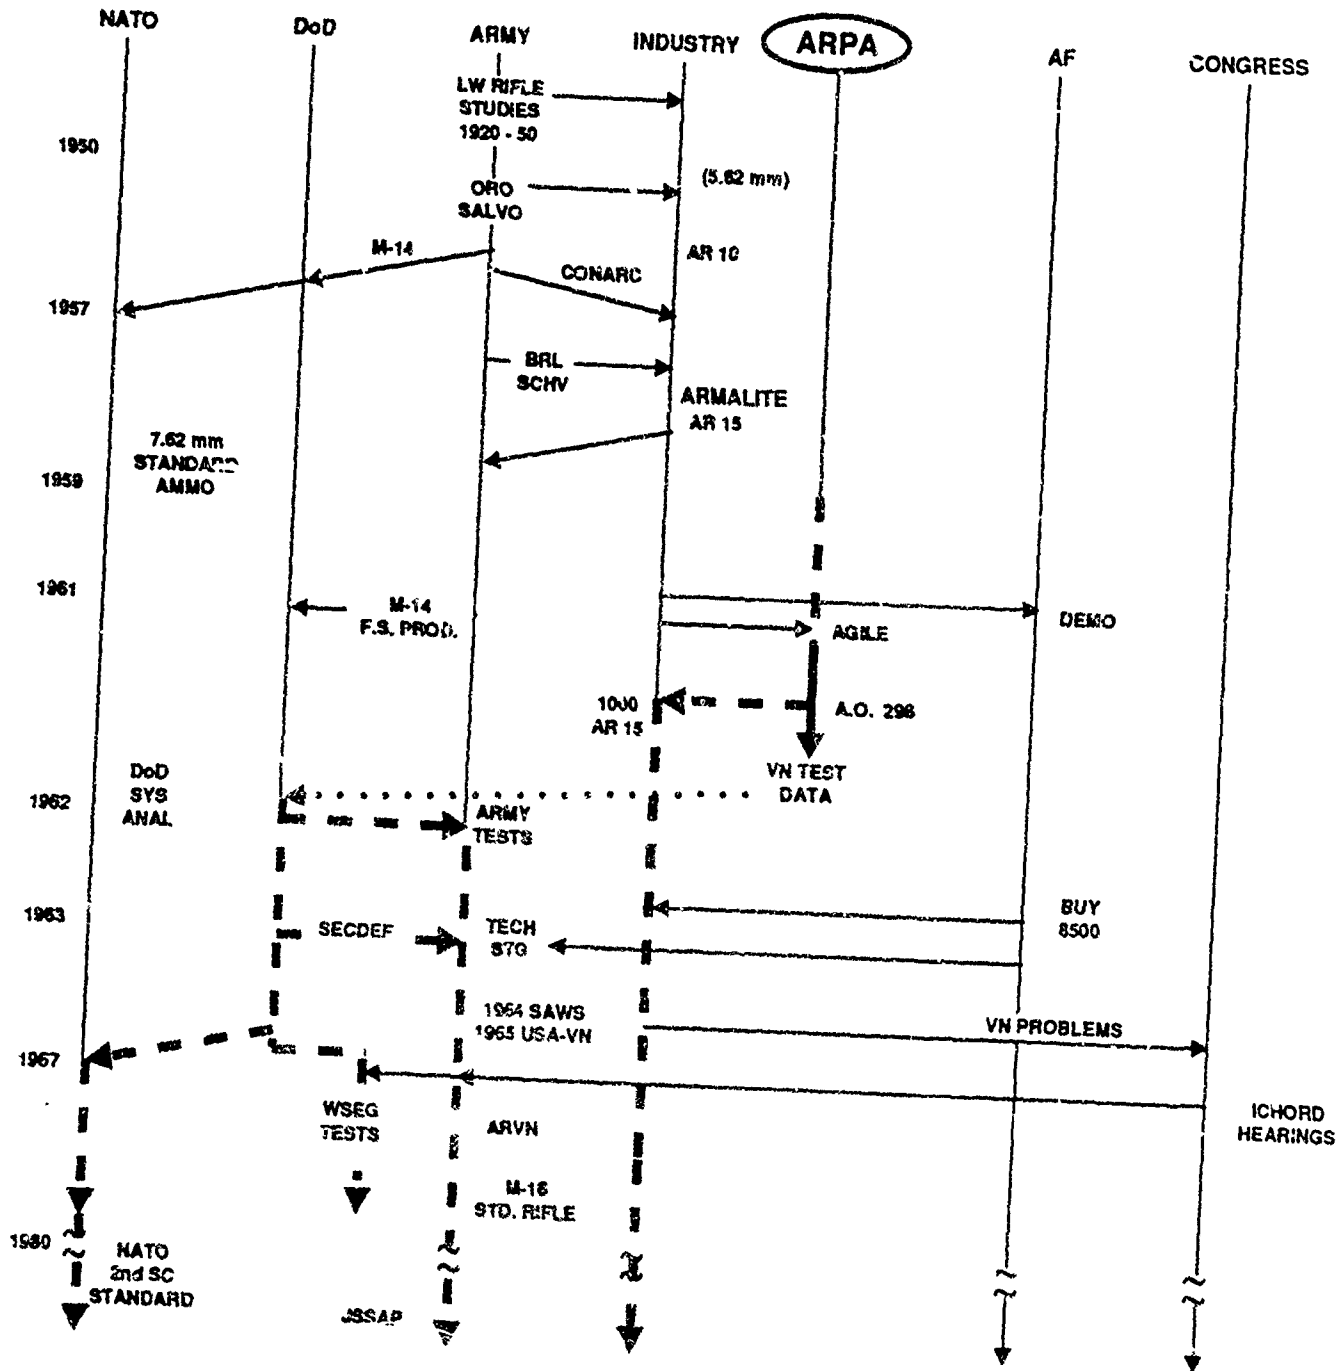 NATO
DoD
ARMY
INDUSTRY
ARPA
AF
CONGRESS
LW RIFLE
STUDIES
1920 - 50
1950
ORO
SALVO
(5.62 mm)
M-14
AR 10
CONARC
1957
BRL
SCHV
ARMALITE
AR 15
7.62 mm
STANDARD
AMMO
1959
1961
M-14
F.S. PROD.
DEMO
AGILE
1000
AR 15
A.O. 298
VN TEST
DATA
DoD
SYS
ANAL
1962
ARMY
TESTS
1963
SECDEF
TECH
BUY
8500
1964 SAWS
1965 USA-VN
VN PROBLEMS
1967
WSEG
TESTS
ARVN
ICHORD
HEARINGS
M-16
STD. RIFLE
1980
NATO
2nd SC
STANDARD
JSSAP